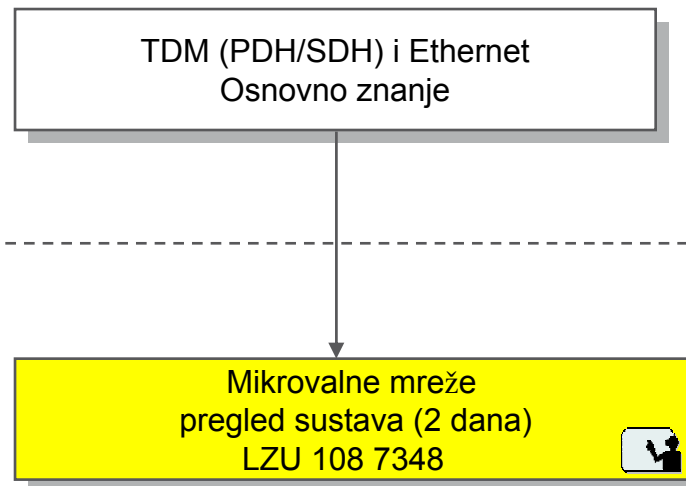 TDM (PDH/SDH) i Ethernet
Osnovno znanje
Mikrovalne mreže
pregled sustava (2 dana)
LZU 108 7348